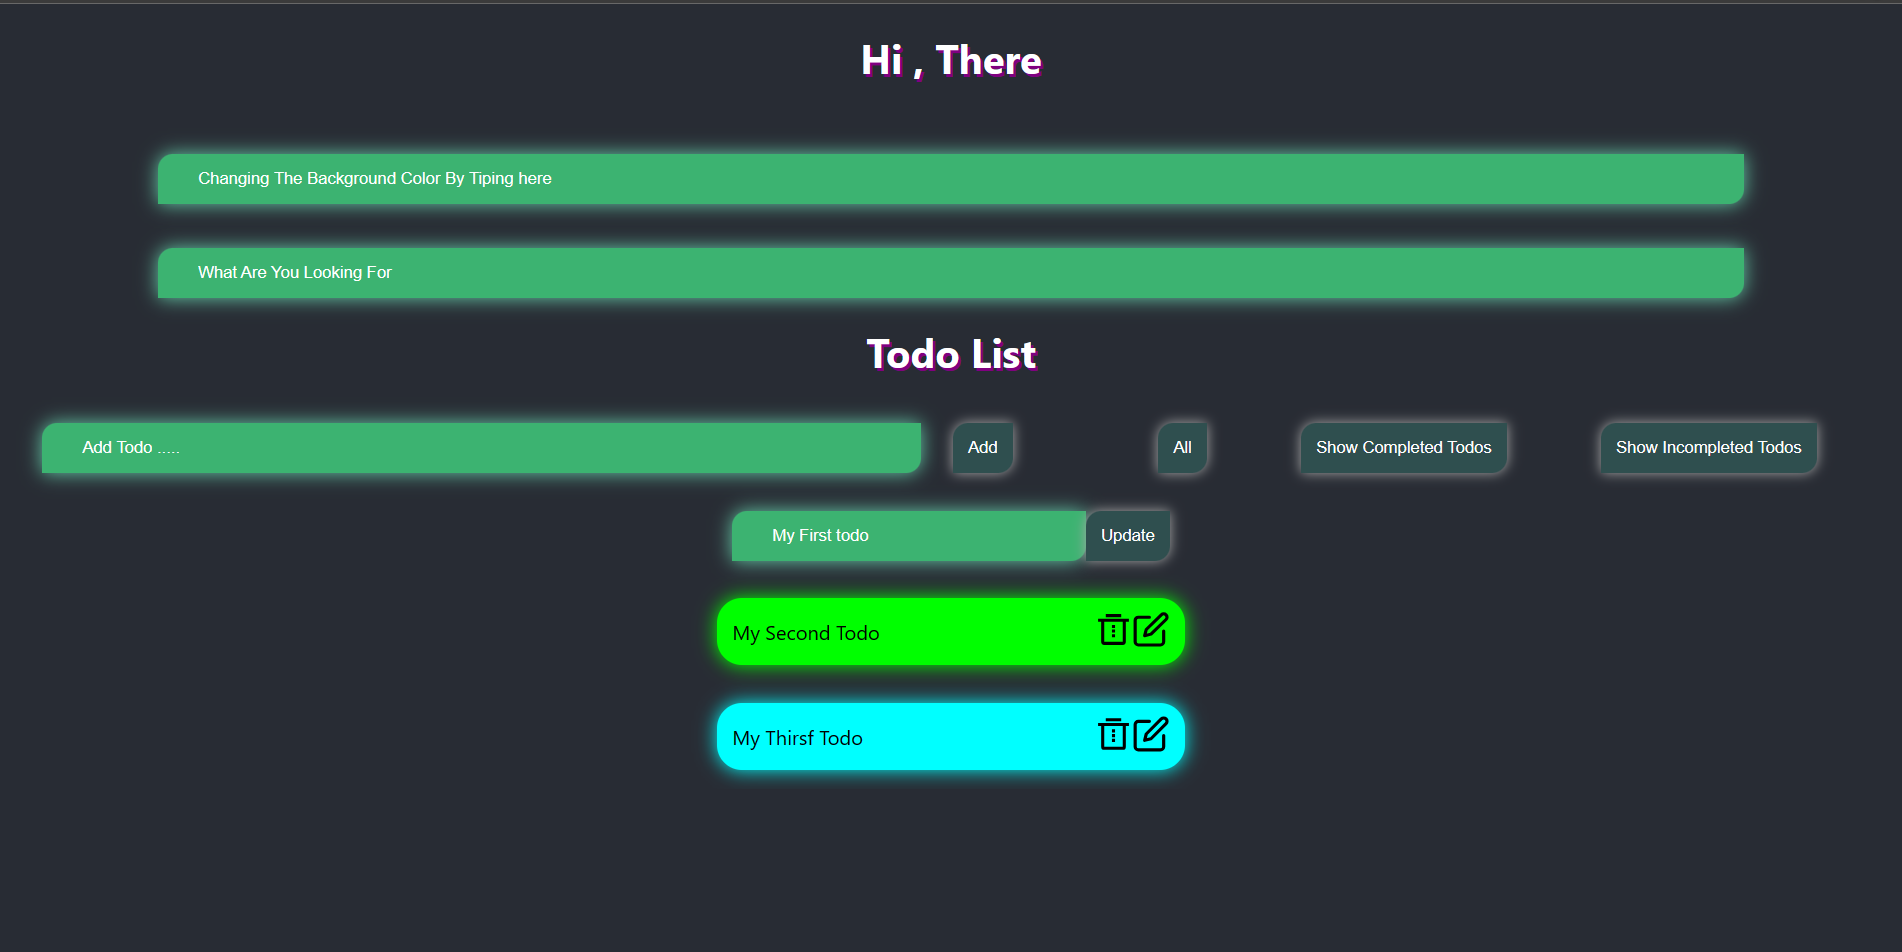 Hi , There
Changing The Background Color By Tiping here
What Are You Looking For
Todo List
Add Todo ..... Add All Show Completed Todos Show Incompleted Todos
My First todo Update
My Second Todo
My Thirsf Todo